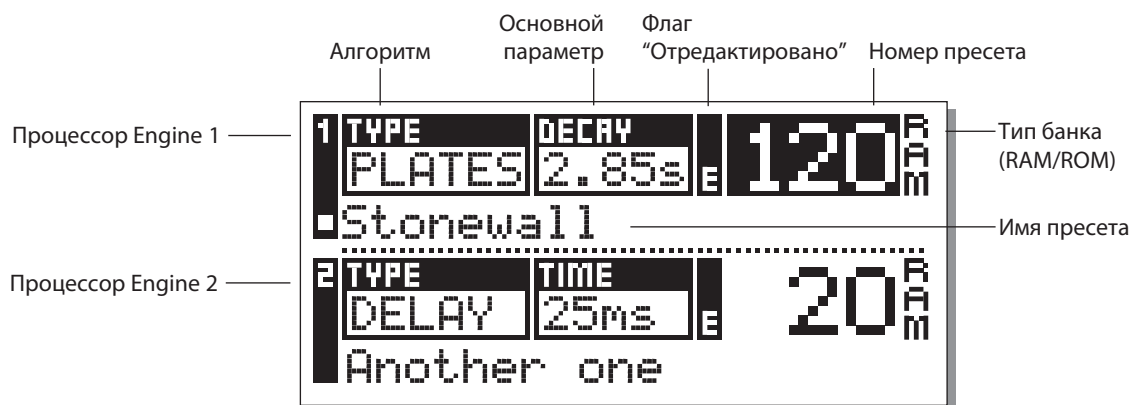 Алгоритм
Основной
параметр
Флаг
“Отредактировано”
Номер пресета
Процессор Engine 1
1 TYPE DECAY
PLATES 2.85s E 120 RAM
Тип банка
(RAM/ROM)
Stonewall
Имя пресета
Процессор Engine 2
2 TYPE TIME
DELAY 25ms E 20 RAM
Another one